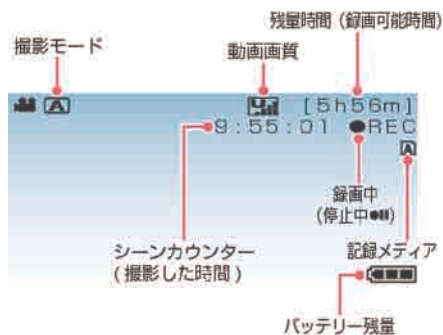 残量時間（録画可能時間）
撮影モード
動画画質
A [5h56m]
9:55:01 ●REC
録画中
（停止中●II）
シーンカウンター
（撮影した時間）
記録メディア
バッテリー残量